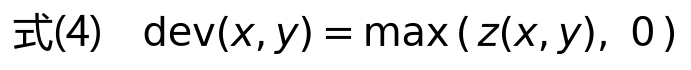 式(4) dev(x, y) = max ( z(x, y), 0 )